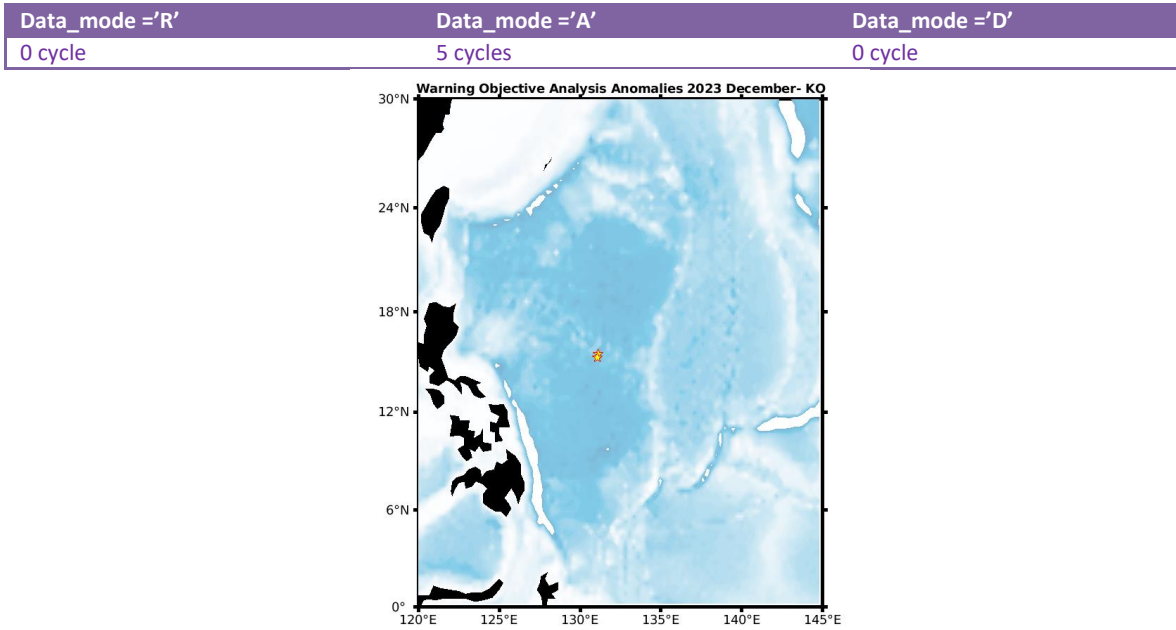 Data_mode =’R’ Data_mode =’A’ Data_mode =’D’
0 cycle 5 cycles 0 cycle
Warning Objective Analysis Anomalies 2023 December- KO
30°N
24°N
18°N
12°N
6°N
0°
120°E 125°E 130°E 135°E 140°E 145°E